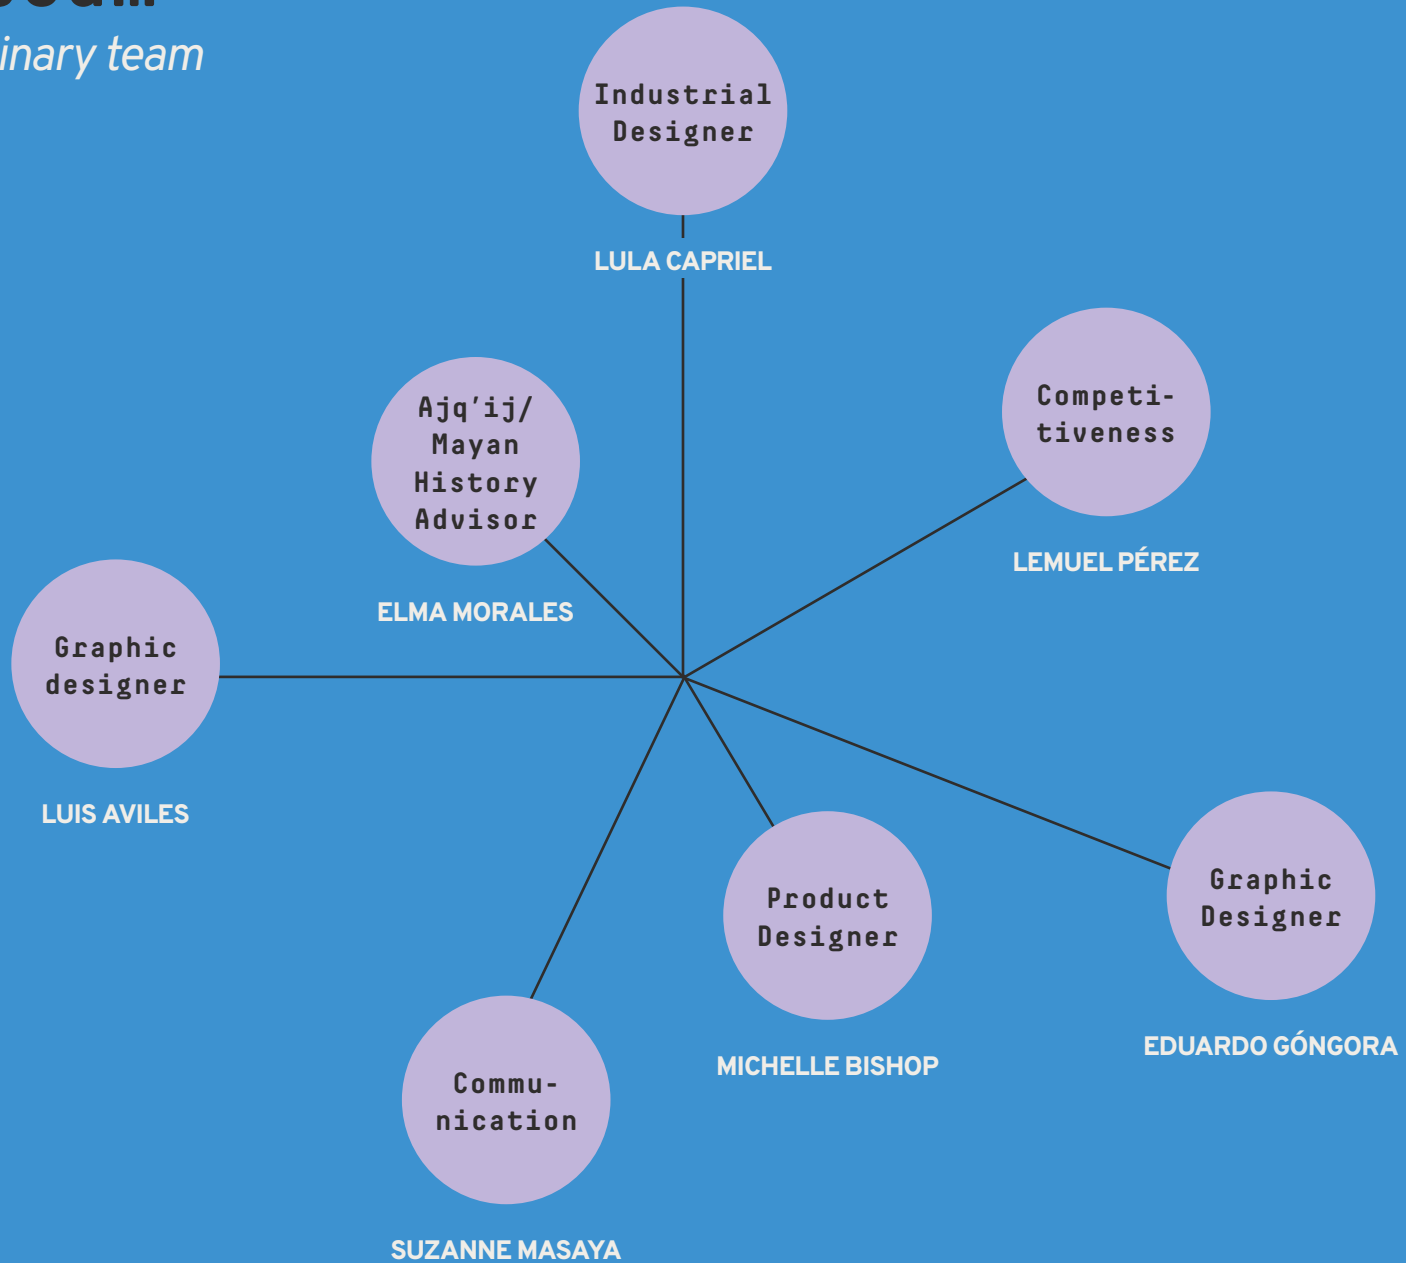 team
Industrial
Designer
LULA CAPRIEL
Competi-
tiveness
LEMUEL PÉREZ
Ajq'ij/
Mayan
History
Advisor
ELMA MORALES
Graphic
designer
LUIS AVILES
Product
Designer
MICHELLE BISHOP
Graphic
Designer
EDUARDO GÓNGORA
Commu-
nication
SUZANNE MASAYA